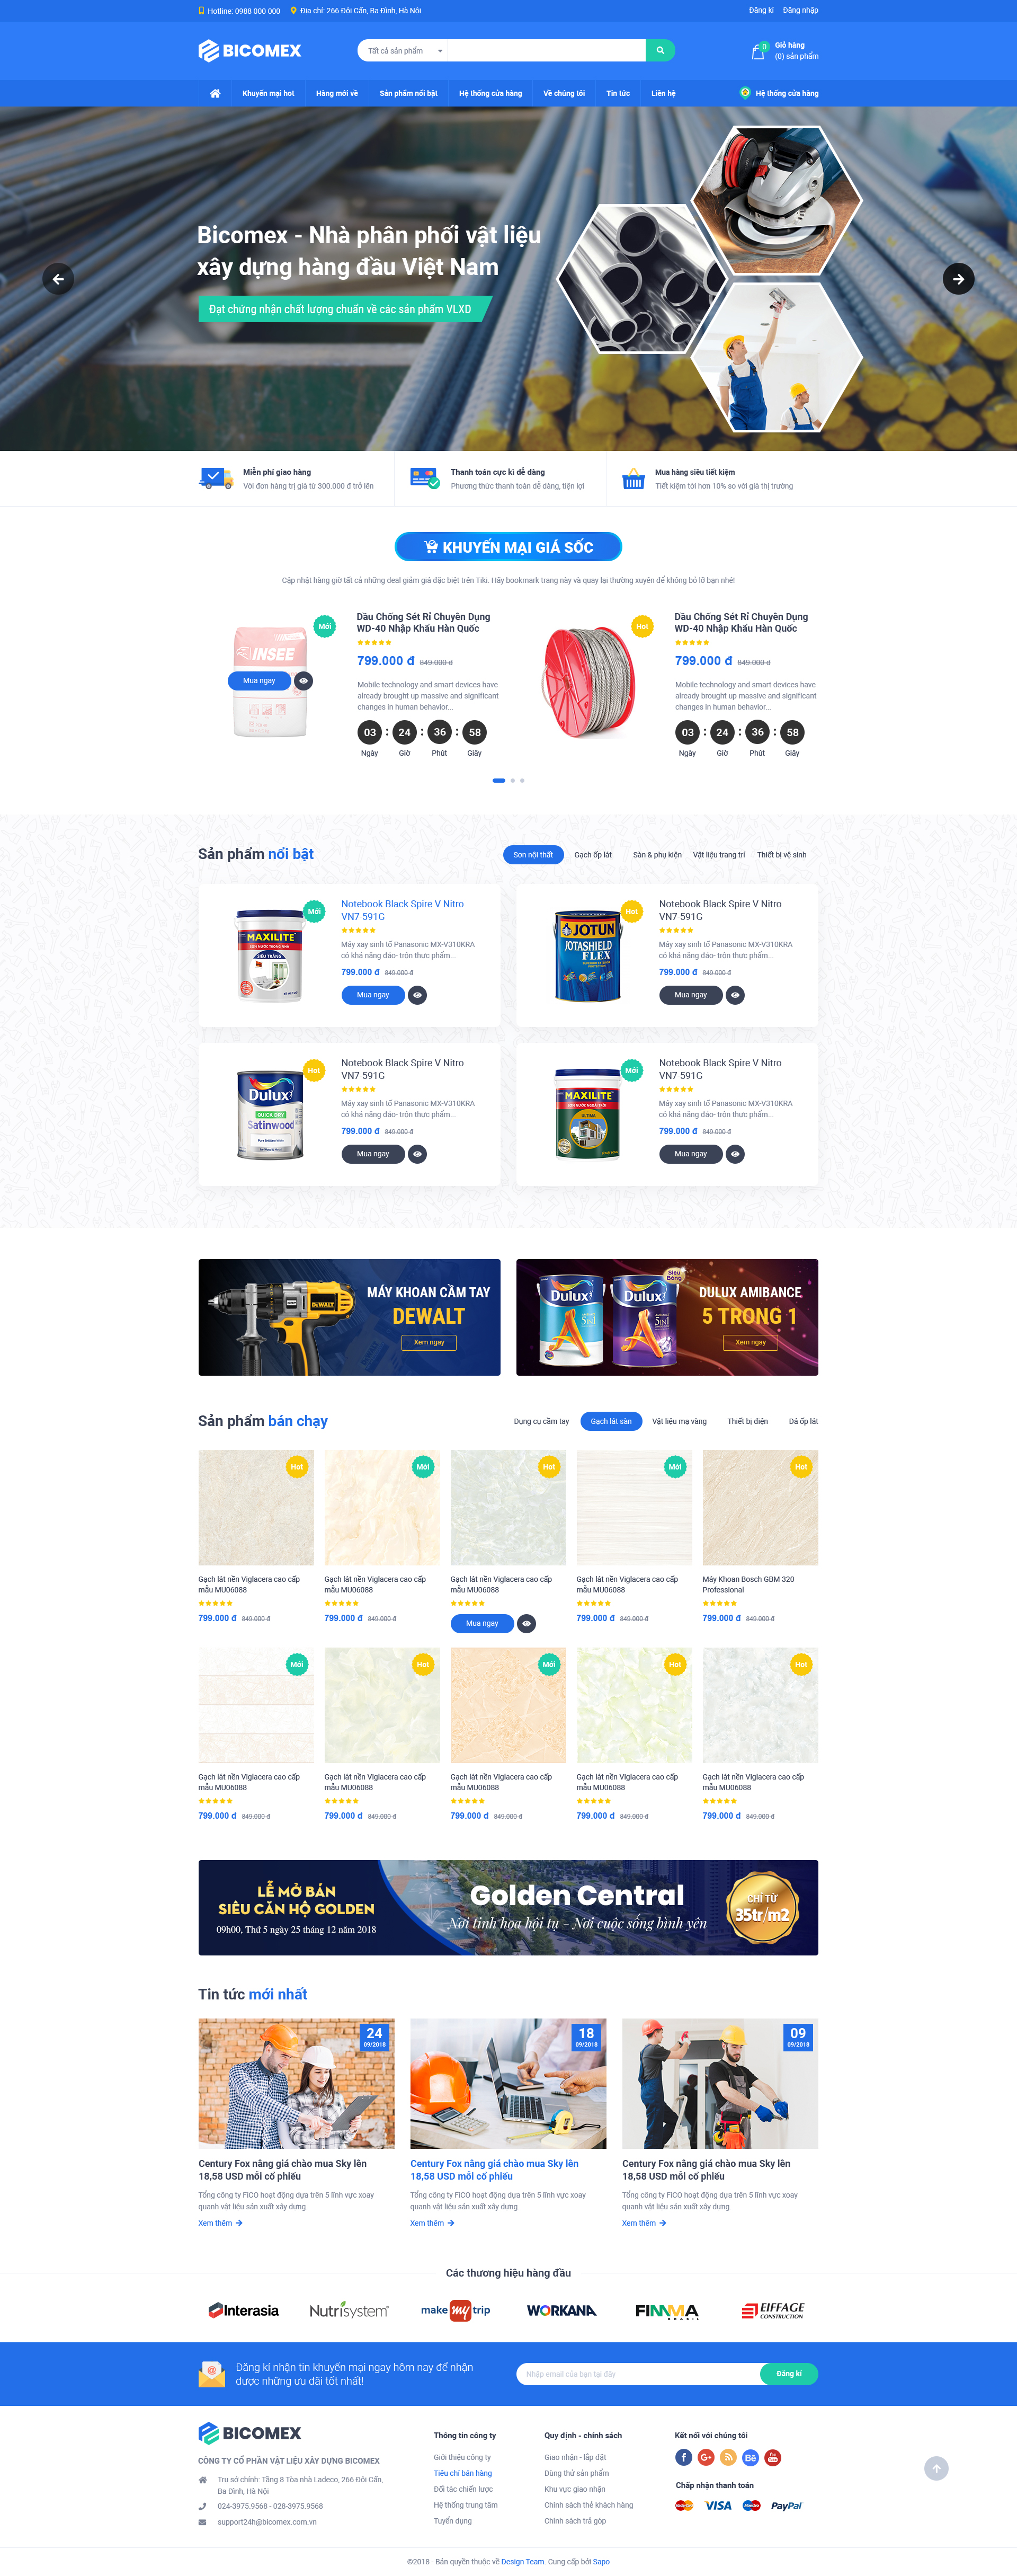 Hotline: 0988 000 000
Địa chỉ: 266 Đội Cấn, Ba Đình, Hà Nội
Đăng kí
Đăng nhập
BICOMEX
Tất cả sản phẩm
0
Giỏ hàng
(0) sản phẩm
Khuyến mại hot
Hàng mới về
Sản phẩm nổi bật
Hệ thống cửa hàng
Về chúng tôi
Tin tức
Liên hệ
Hệ thống cửa hàng
Bicomex - Nhà phân phối vật liệu
xây dựng hàng đầu Việt Nam
Đạt chứng nhận chất lượng chuẩn về các sản phẩm VLXD
Miễn phí giao hàng
Với đơn hàng trị giá từ 300.000 đ trở lên
Thanh toán cực kì dễ dàng
Phương thức thanh toán dễ dàng, tiện lợi
Mua hàng siêu tiết kiệm
Tiết kiệm tới hơn 10% so với giá thị trường
KHUYẾN MẠI GIÁ SỐC
Cập nhật hàng giờ tất cả những deal giảm giá đặc biệt trên Tiki. Hãy bookmark trang này và quay lại thường xuyên để không bỏ lỡ bạn nhé!
INSEE
Mới
Mua ngay
Dầu Chống Sét Rỉ Chuyên Dụng
WD-40 Nhập Khẩu Hàn Quốc
799.000 đ 849.000 đ
Mobile technology and smart devices have
already brought up massive and significant
changes in human behavior...
03 : 24 : 36 : 58
Ngày Giờ Phút Giây
Hot
Dầu Chống Sét Rỉ Chuyên Dụng
WD-40 Nhập Khẩu Hàn Quốc
799.000 đ 849.000 đ
Mobile technology and smart devices have
already brought up massive and significant
changes in human behavior...
03 : 24 : 36 : 58
Ngày Giờ Phút Giây
Sản phẩm nổi bật
Sơn nội thất
Gạch ốp lát
Sàn & phụ kiện
Vật liệu trang trí
Thiết bị vệ sinh
MAXILITE
Mới
Notebook Black Spire V Nitro
VN7-591G
Máy xay sinh tố Panasonic MX-V310KRA
có khả năng đảo- trộn thực phẩm...
799.000 đ 849.000 đ
Mua ngay
JOTUN
JOTASHIELD
FLEX
Hot
Notebook Black Spire V Nitro
VN7-591G
Máy xay sinh tố Panasonic MX-V310KRA
có khả năng đảo- trộn thực phẩm...
799.000 đ 849.000 đ
Mua ngay
Dulux
QUICK DRY
Satinwood
Hot
Notebook Black Spire V Nitro
VN7-591G
Máy xay sinh tố Panasonic MX-V310KRA
có khả năng đảo- trộn thực phẩm...
799.000 đ 849.000 đ
Mua ngay
MAXILITE
ULTIMA
Mới
Notebook Black Spire V Nitro
VN7-591G
Máy xay sinh tố Panasonic MX-V310KRA
có khả năng đảo- trộn thực phẩm...
799.000 đ 849.000 đ
Mua ngay
DEWALT
MÁY KHOAN CẦM TAY
DEWALT
Xem ngay
Dulux
5IN1
Dulux
5IN1
Siêu
Bóng
DULUX AMIBANCE
5 TRONG 1
Xem ngay
Sản phẩm bán chạy
Dụng cụ cầm tay
Gạch lát sàn
Vật liệu mạ vàng
Thiết bị điện
Đá ốp lát
Hot
Gạch lát nền Viglacera cao cấp
mẫu MU06088
799.000 đ 849.000 đ
Mới
Gạch lát nền Viglacera cao cấp
mẫu MU06088
799.000 đ 849.000 đ
Hot
Gạch lát nền Viglacera cao cấp
mẫu MU06088
Mua ngay
Mới
Gạch lát nền Viglacera cao cấp
mẫu MU06088
799.000 đ 849.000 đ
Hot
Máy Khoan Bosch GBM 320
Professional
799.000 đ 849.000 đ
Mới
Gạch lát nền Viglacera cao cấp
mẫu MU06088
799.000 đ 849.000 đ
Hot
Gạch lát nền Viglacera cao cấp
mẫu MU06088
799.000 đ 849.000 đ
Mới
Gạch lát nền Viglacera cao cấp
mẫu MU06088
799.000 đ 849.000 đ
Hot
Gạch lát nền Viglacera cao cấp
mẫu MU06088
799.000 đ 849.000 đ
Hot
Gạch lát nền Viglacera cao cấp
mẫu MU06088
799.000 đ 849.000 đ
LỄ MỞ BÁN
SIÊU CĂN HỘ GOLDEN
09h00, Thứ 5 ngày 25 tháng 12 năm 2018
Golden Central
Nơi tinh hoa hội tụ - Nơi cuộc sống bình yên
CHỈ TỪ
35tr/m2
Tin tức mới nhất
24
09/2018
Century Fox nâng giá chào mua Sky lên
18,58 USD mỗi cổ phiếu
Tổng công ty FiCO hoạt động dựa trên 5 lĩnh vực xoay
quanh vật liệu sản xuất xây dựng.
Xem thêm
18
09/2018
Century Fox nâng giá chào mua Sky lên
18,58 USD mỗi cổ phiếu
Tổng công ty FiCO hoạt động dựa trên 5 lĩnh vực xoay
quanh vật liệu sản xuất xây dựng.
Xem thêm
09
09/2018
Century Fox nâng giá chào mua Sky lên
18,58 USD mỗi cổ phiếu
Tổng công ty FiCO hoạt động dựa trên 5 lĩnh vực xoay
quanh vật liệu sản xuất xây dựng.
Xem thêm
Các thương hiệu hàng đầu
Interasia
Nutrisystem
make my trip
WORKANA
FIMMA
BRASIL
EIFFAGE
CONSTRUCTION
Đăng kí nhận tin khuyến mại ngay hôm nay để nhận
được những ưu đãi tốt nhất!
Nhập email của bạn tại đây
Đăng kí
BICOMEX
CÔNG TY CỔ PHẦN VẬT LIỆU XÂY DỰNG BICOMEX
Trụ sở chính: Tầng 8 Tòa nhà Ladeco, 266 Đội Cấn,
Ba Đình, Hà Nội
024-3975.9568 - 028-3975.9568
support24h@bicomex.com.vn
Thông tin công ty
Giới thiệu công ty
Tiêu chí bán hàng
Đối tác chiến lược
Hệ thống trung tâm
Tuyển dụng
Quy định - chính sách
Giao nhận - lắp đặt
Dùng thử sản phẩm
Khu vực giao nhận
Chính sách thẻ khách hàng
Chính sách trả góp
Kết nối với chúng tôi
Chấp nhận thanh toán
VISA
PayPal
©2018 - Bản quyền thuộc về Design Team. Cung cấp bởi Sapo